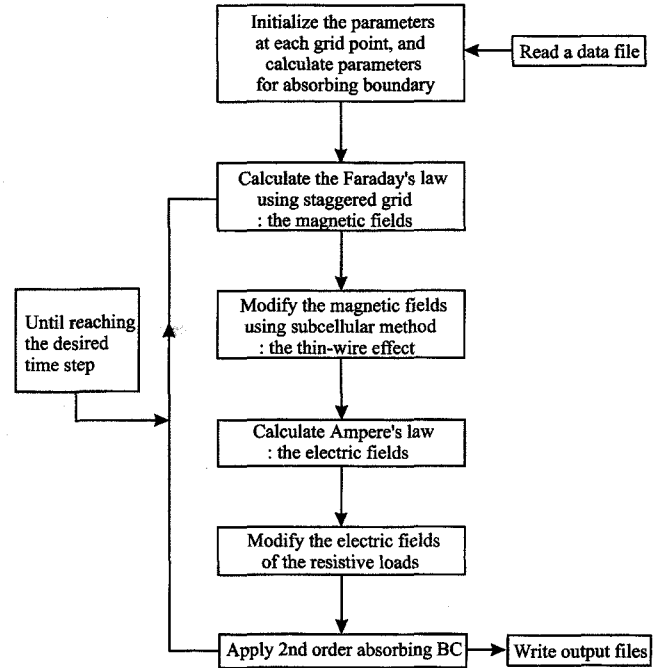 Initialize the parameters
at each grid point, and
calculate parameters
for absorbing boundary
Read a data file
Calculate the Faraday's law
using staggered grid
: the magnetic fields
Until reaching
the desired
time step
Modify the magnetic fields
using subcellular method
: the thin-wire effect
Calculate Ampere's law
: the electric fields
Modify the electric fields
of the resistive loads
Apply 2nd order absorbing BC
Write output files